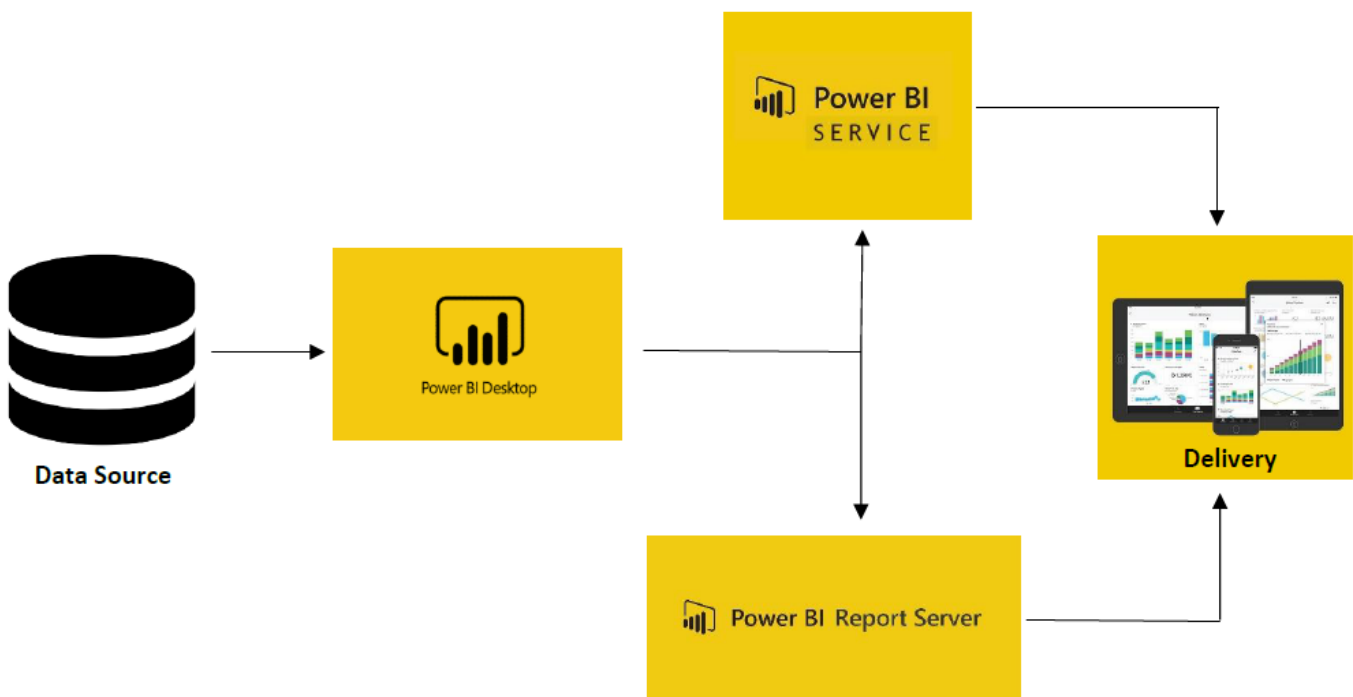 Power BI
SERVICE
Power BI Desktop
Data Source
Delivery
Power BI Report Server